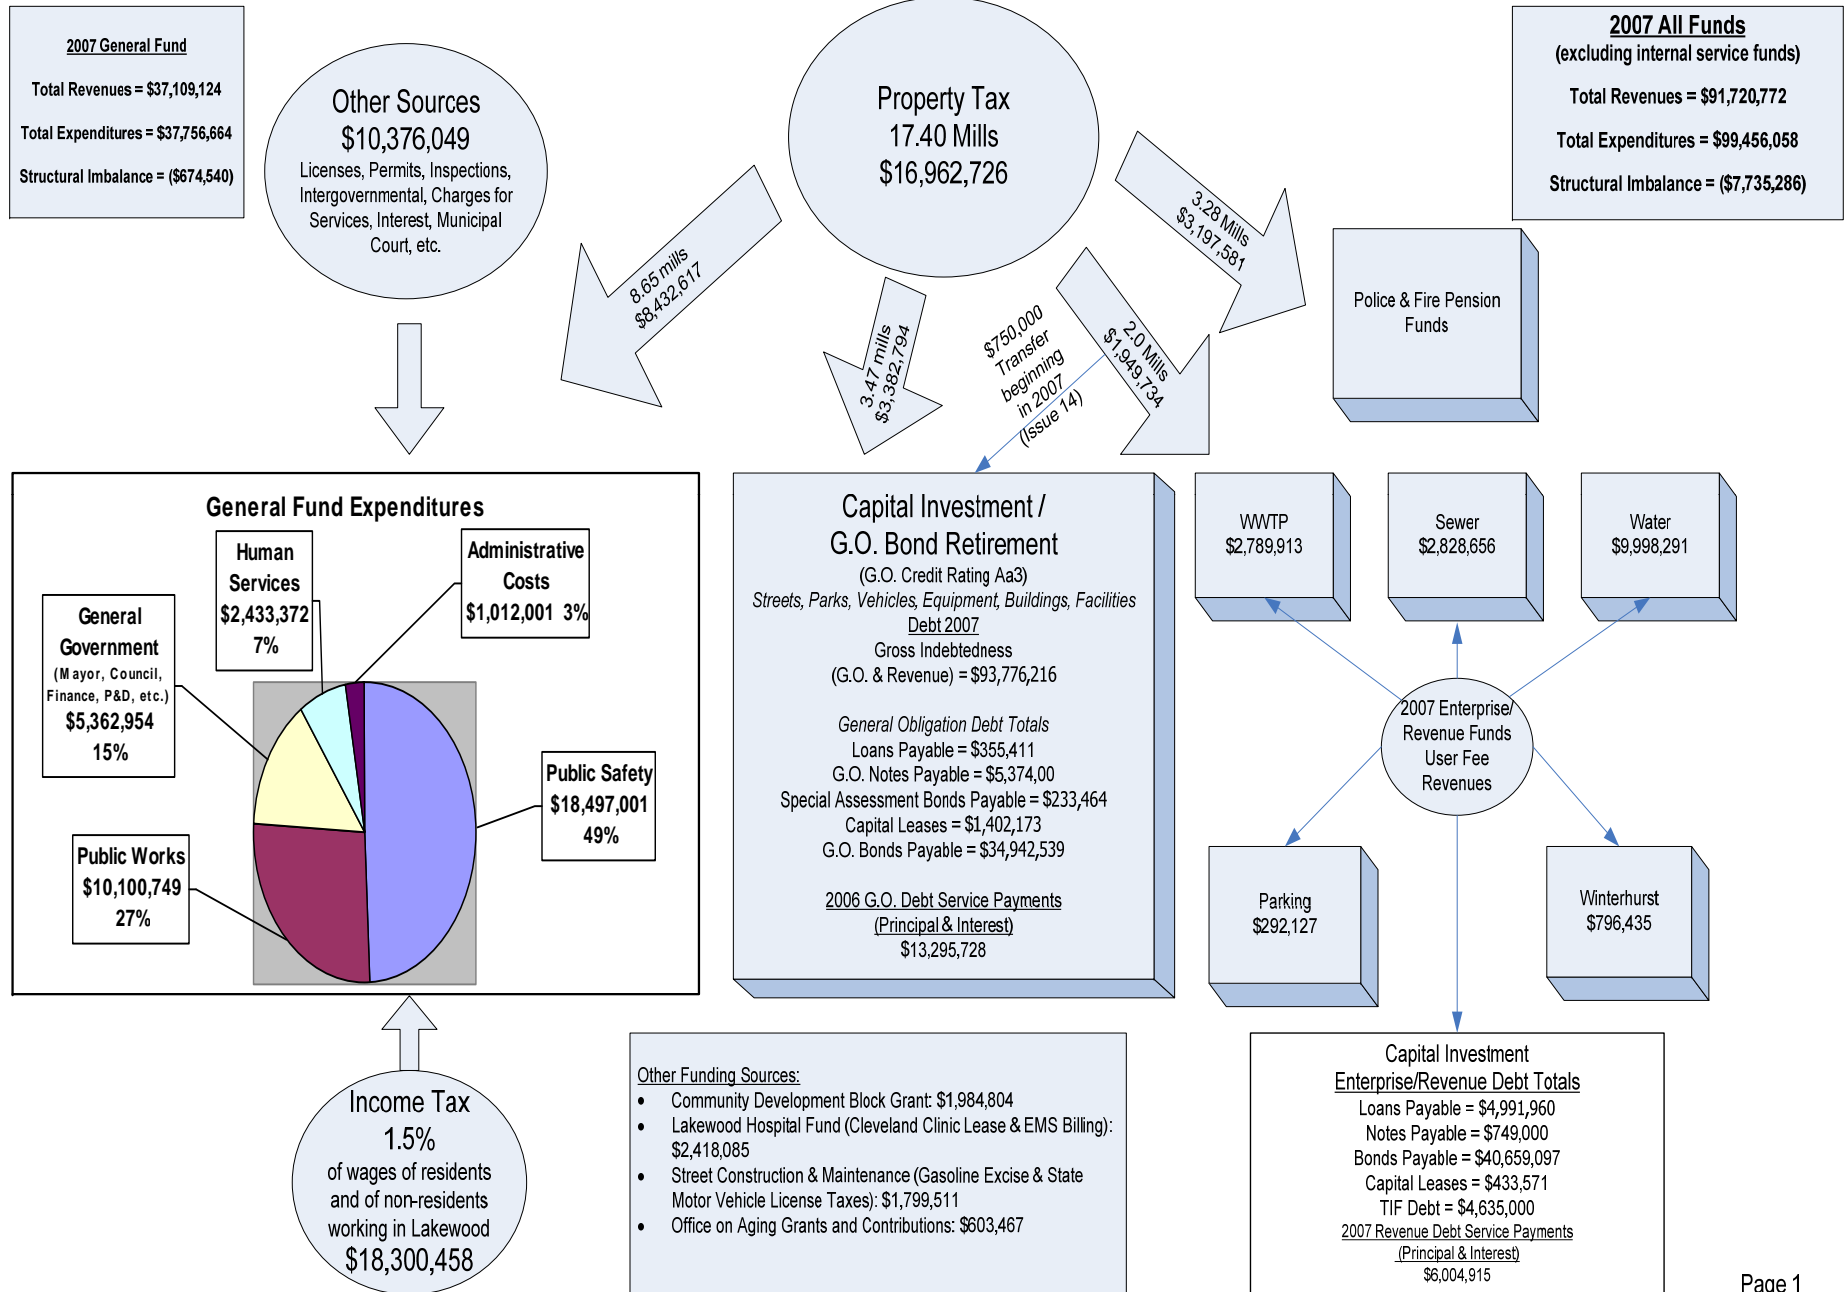 2007 General Fund
Total Revenues = $37,109,124
Total Expenditures = $37,756,664
Structural Imbalance = ($674,540)
Other Sources
$10,376,049
Licenses, Permits, Inspections,
Intergovernmental, Charges for
Services, Interest, Municipal
Court, etc.
Property Tax
17.40 Mills
$16,962,726
2007 All Funds
(excluding internal service funds)
Total Revenues = $91,720,772
Total Expenditures = $99,456,058
Structural Imbalance = ($7,735,286)
8.65 mills
$8,432,617
3.47 mills
$3,382,794
$750,000
Transfer
beginning
in 2007
(Issue 14)
2.0 Mills
$1,949,734
3.28 Mills
$3,197,581
Police & Fire Pension
Funds
General Fund Expenditures
Human
Services
$2,433,372
7%
Administrative
Costs
$1,012,001 3%
General
Government
(Mayor, Council,
Finance, P&D, etc.)
$5,362,954
15%
Public Safety
$18,497,001
49%
Public Works
$10,100,749
27%
Capital Investment /
G.O. Bond Retirement
(G.O. Credit Rating Aa3)
Streets, Parks, Vehicles, Equipment, Buildings, Facilities
Debt 2007
Gross Indebtedness
(G.O. & Revenue) = $93,776,216
General Obligation Debt Totals
Loans Payable = $355,411
G.O. Notes Payable = $5,374,00
Special Assessment Bonds Payable = $233,464
Capital Leases = $1,402,173
G.O. Bonds Payable = $34,942,539
2006 G.O. Debt Service Payments
(Principal & Interest)
$13,295,728
WWTP
$2,789,913
Sewer
$2,828,656
Water
$9,998,291
2007 Enterprise/
Revenue Funds
User Fee
Revenues
Parking
$292,127
Winterhurst
$796,435
Income Tax
1.5%
of wages of residents
and of non-residents
working in Lakewood
$18,300,458
Other Funding Sources:
• Community Development Block Grant: $1,984,804
• Lakewood Hospital Fund (Cleveland Clinic Lease & EMS Billing):
$2,418,085
• Street Construction & Maintenance (Gasoline Excise & State
Motor Vehicle License Taxes): $1,799,511
• Office on Aging Grants and Contributions: $603,467
Capital Investment
Enterprise/Revenue Debt Totals
Loans Payable = $4,991,960
Notes Payable = $749,000
Bonds Payable = $40,659,097
Capital Leases = $433,571
TIF Debt = $4,635,000
2007 Revenue Debt Service Payments
(Principal & Interest)
$6,004,915
Page 1